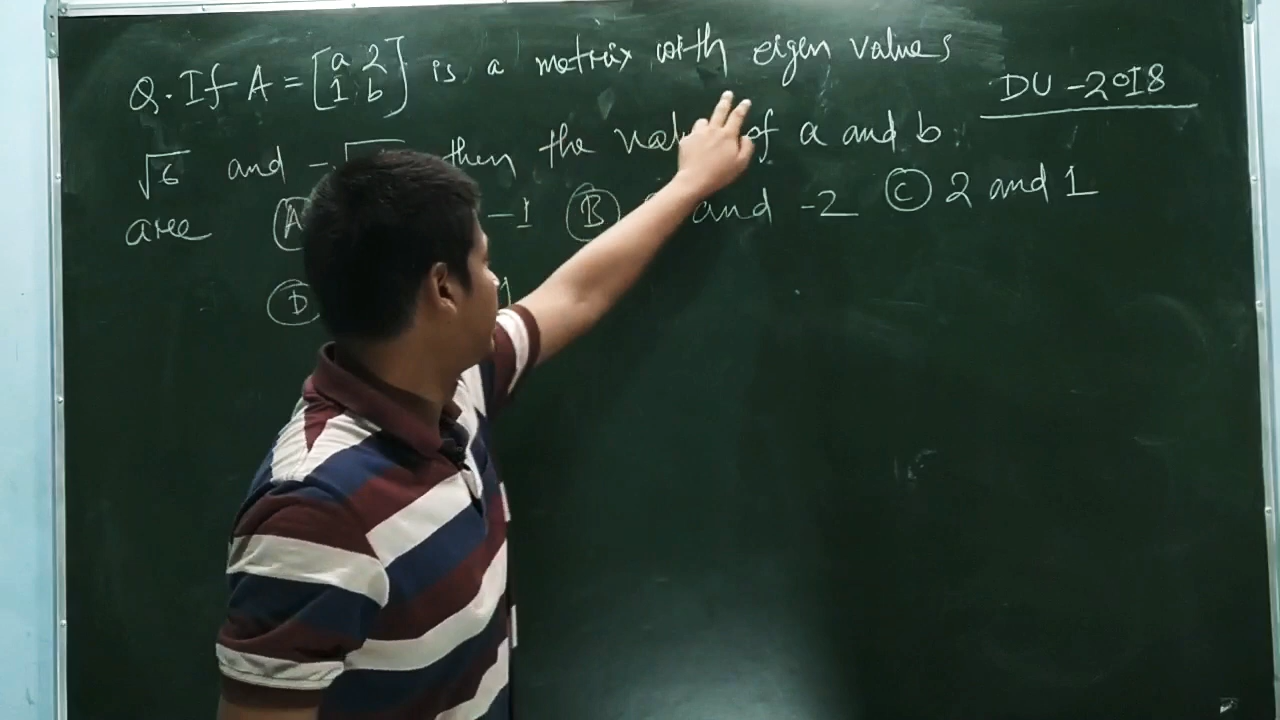 Q. If A = [a 2 1 b] is a matrix with eigen values
DU - 2018
√6 and - then the value of a and b
are A -1 B and -2 C 2 and 1
D